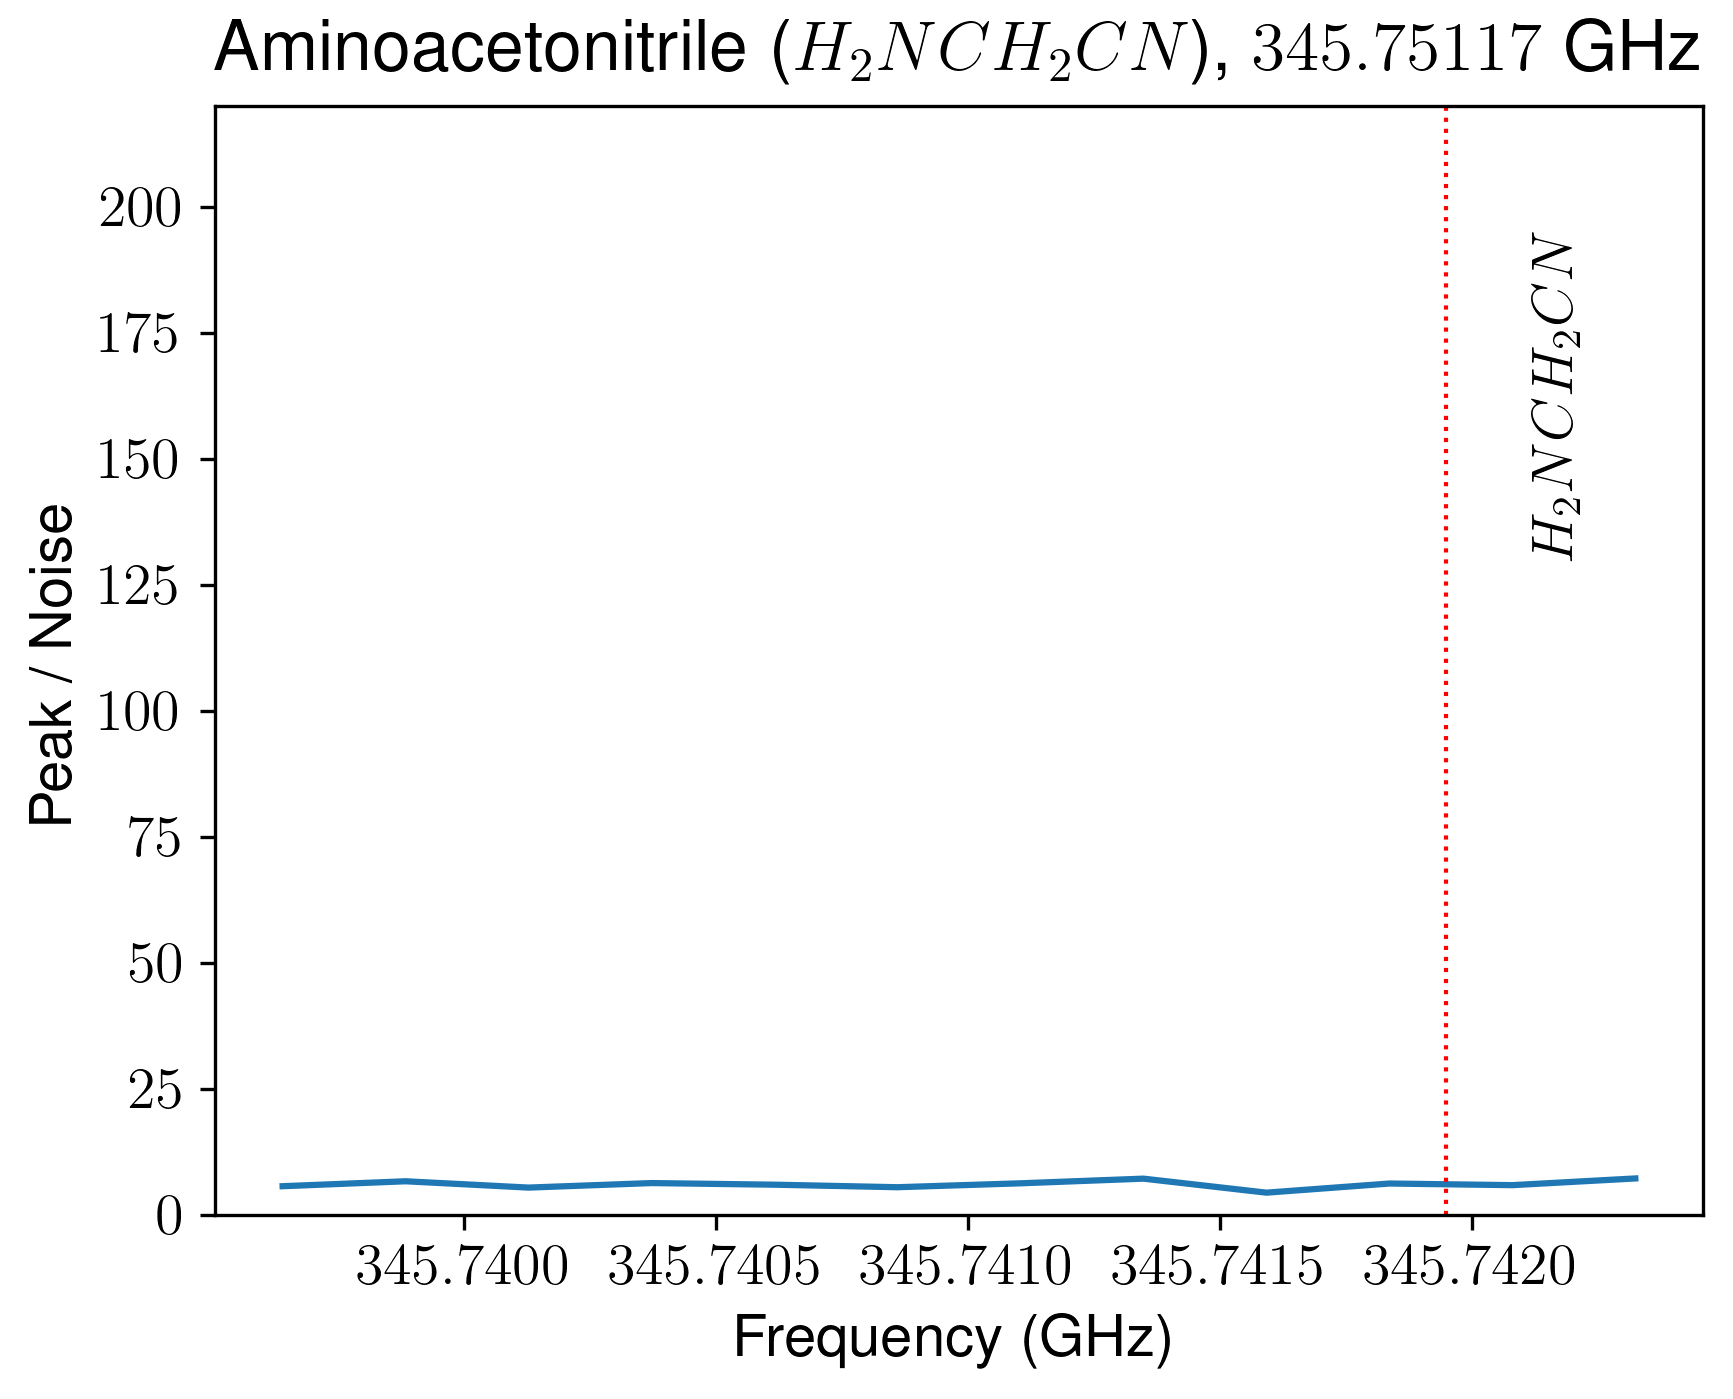 Aminoacetonitrile (H₂NCH₂CN), 345.75117 GHz
Peak / Noise
200
175
150
125
100
75
50
25
0
H₂NCH₂CN
345.7400 345.7405 345.7410 345.7415 345.7420
Frequency (GHz)